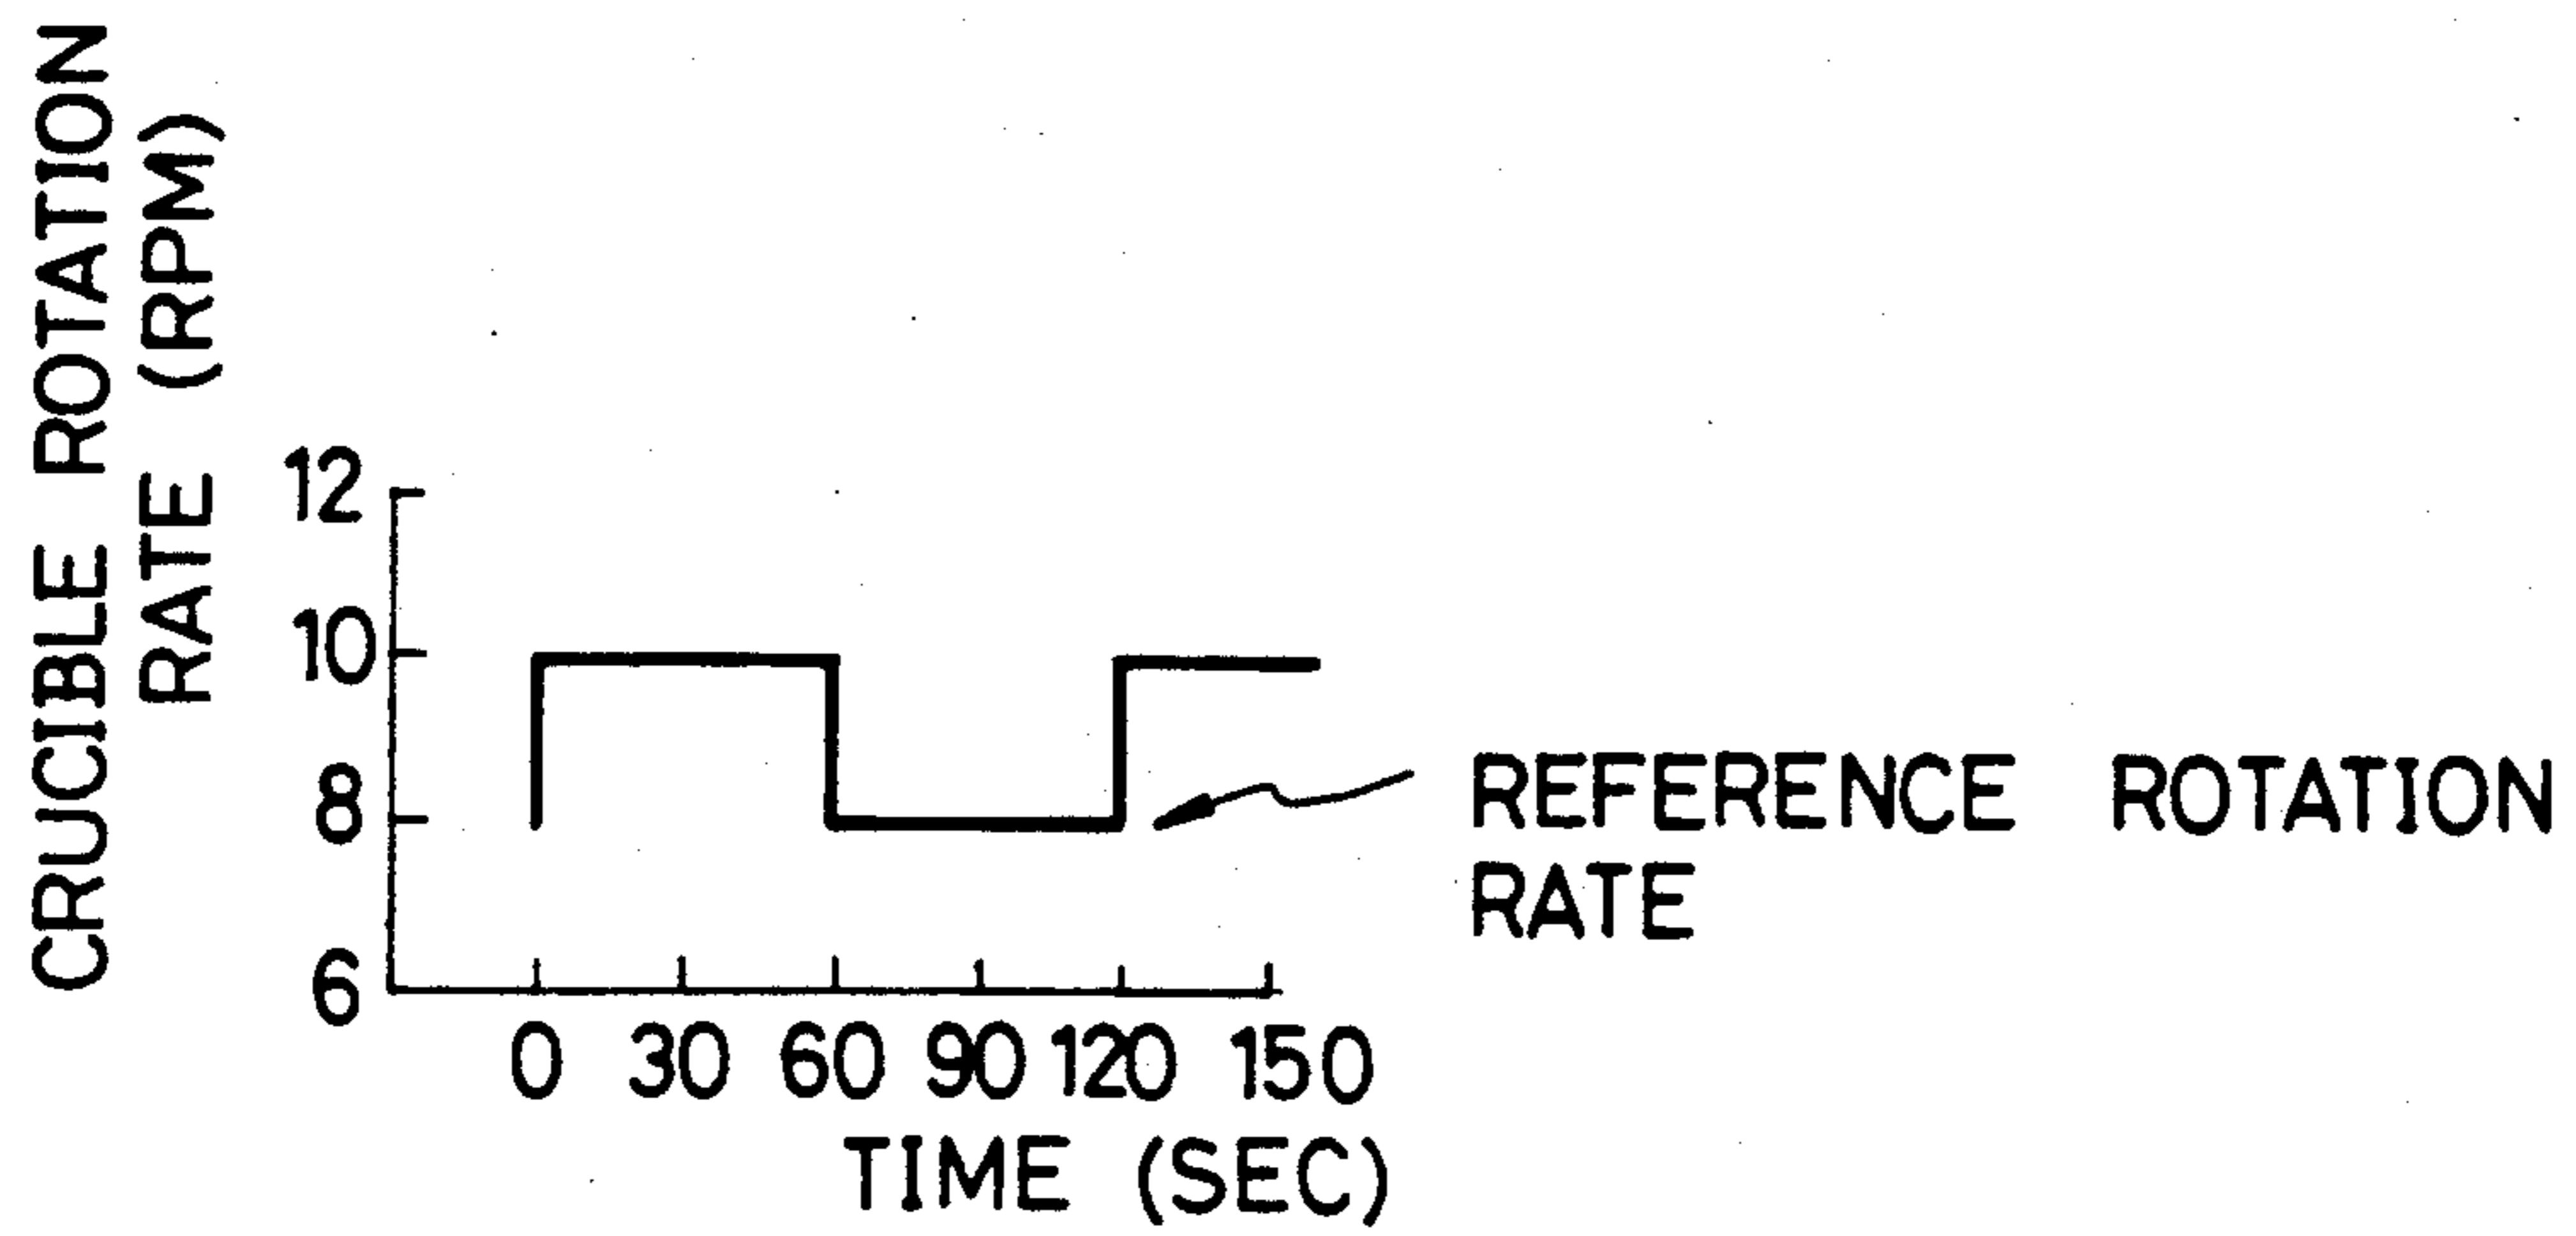 CRUCIBLE ROTATION
RATE (RPM)
12
10
8
6
0 30 60 90 120 150
TIME (SEC)
REFERENCE ROTATION
RATE